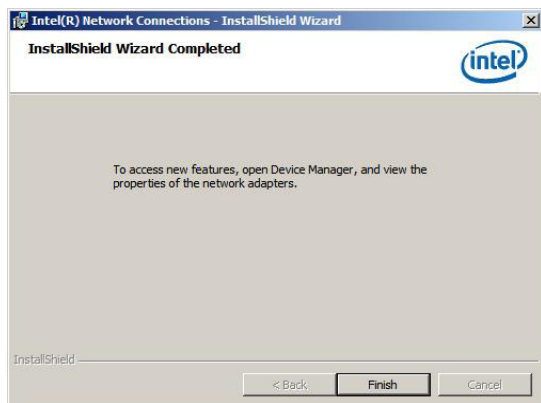 Intel(R) Network Connections - InstallShield Wizard
InstallShield Wizard Completed
intel
To access new features, open Device Manager, and view the
properties of the network adapters.
InstallShield
< Back
Finish
Cancel